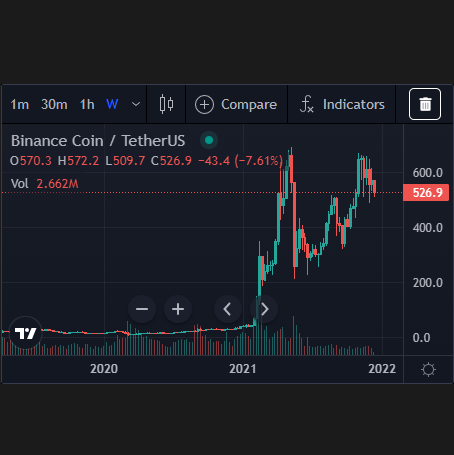 1m 30m 1h W Compare Indicators
Binance Coin / TetherUS
O570.3 H572.2 L509.7 C526.9 −43.4 (−7.61%)
Vol 2.662M
600.0
526.9
400.0
200.0
0.0
2020 2021 2022